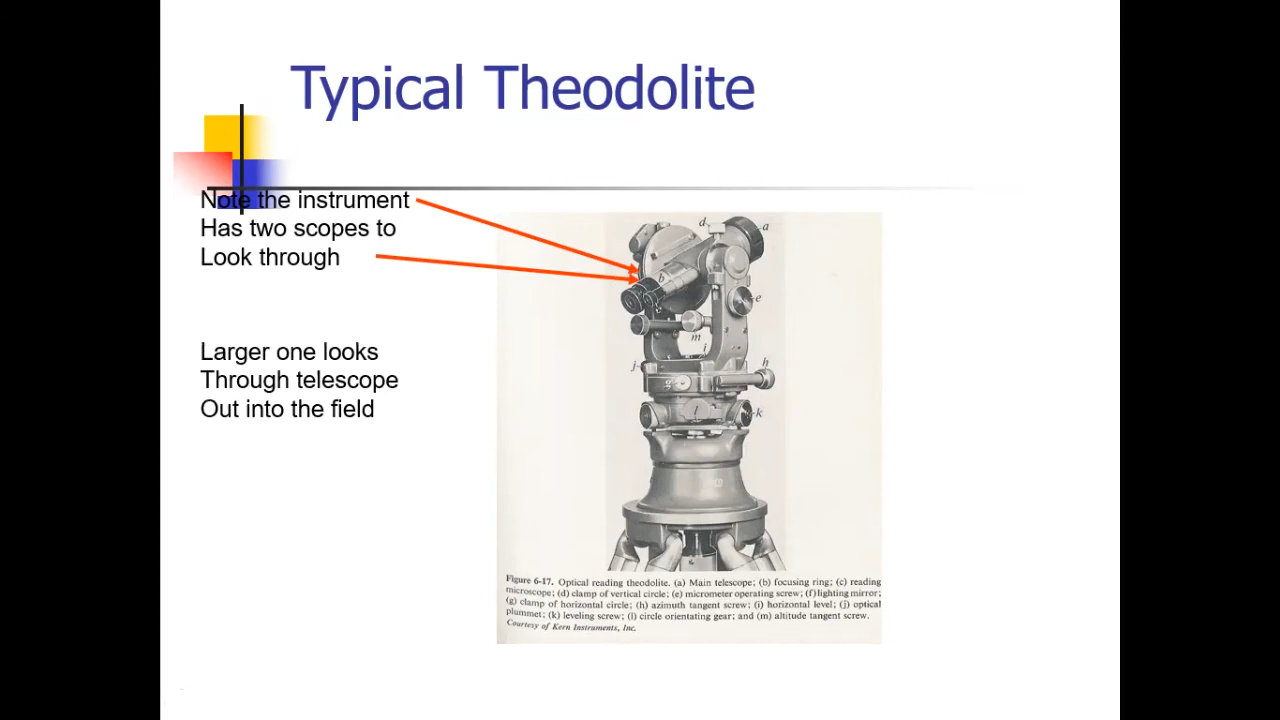 Typical Theodolite
Note the instrument
Has two scopes to
Look through
Larger one looks
Through telescope
Out into the field
d
a
b
c
e
m
i
j
h
g
l
k
Figure 6-17. Optical reading theodolite. (a) Main telescope; (b) focusing ring; (c) reading
microscope; (d) clamp of vertical circle; (e) micrometer operating screw; (f) lighting mirror;
(g) clamp of horizontal circle; (h) azimuth tangent screw; (i) horizontal level; (j) optical
plummet; (k) leveling screw; (l) circle orientating gear; and (m) altitude tangent screw.
Courtesy of Kern Instruments, Inc.